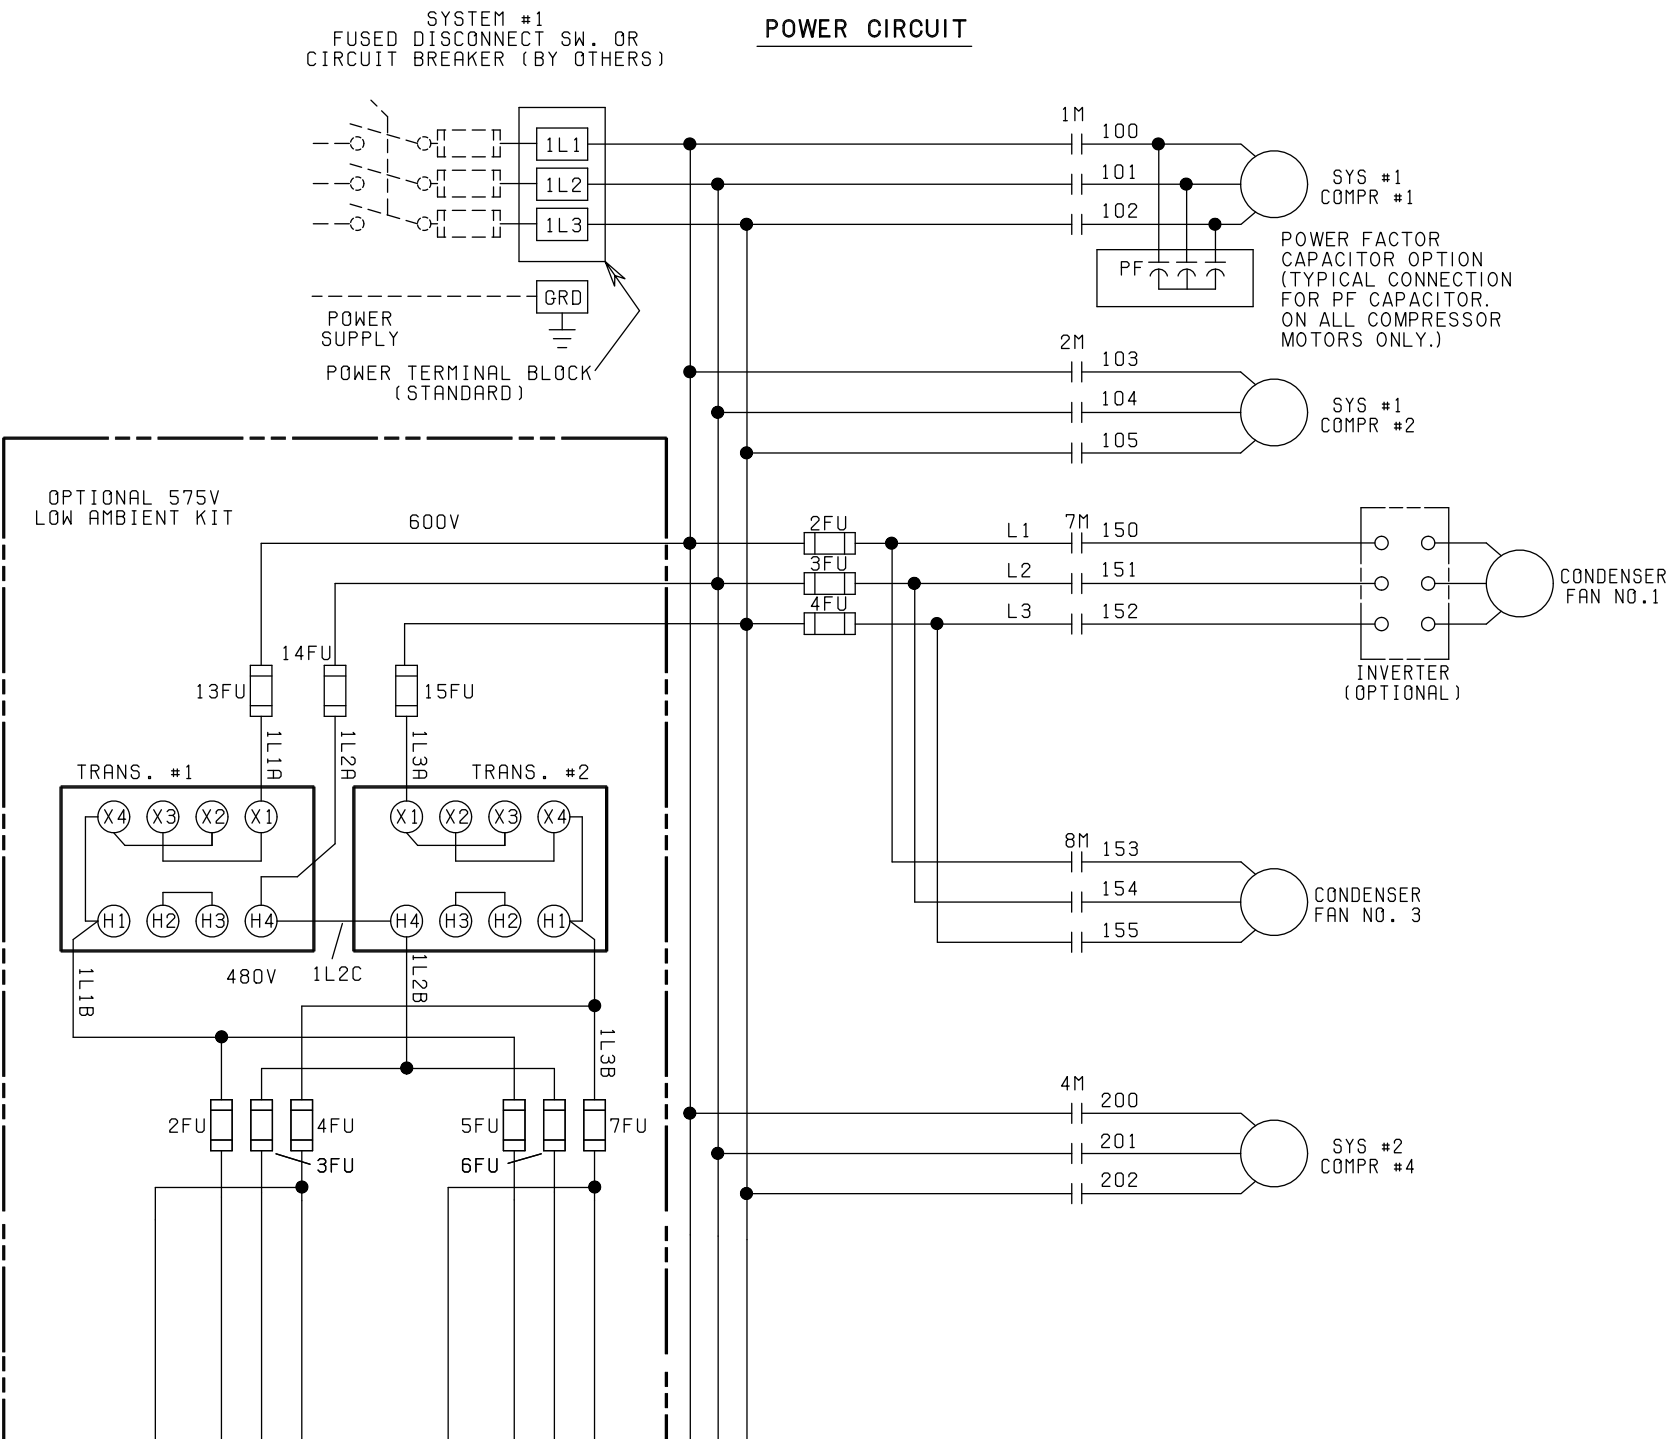 SYSTEM #1
FUSED DISCONNECT SW. OR
CIRCUIT BREAKER (BY OTHERS)
POWER CIRCUIT
1L1
1L2
1L3
GRD
POWER
SUPPLY
POWER TERMINAL BLOCK
(STANDARD)
1M
100
101
102
SYS #1
COMPR #1
PF
POWER FACTOR
CAPACITOR OPTION
(TYPICAL CONNECTION
FOR PF CAPACITOR.
ON ALL COMPRESSOR
MOTORS ONLY.)
2M
103
104
105
SYS #1
COMPR #2
OPTIONAL 575V
LOW AMBIENT KIT
600V
2FU
3FU
4FU
L1
L2
L3
7M
150
151
152
CONDENSER
FAN NO.1
INVERTER
(OPTIONAL)
13FU
14FU
15FU
1L1A
1L2A
1L3A
TRANS. #1
TRANS. #2
X4
X3
X2
X1
X1
X2
X3
X4
H1
H2
H3
H4
H4
H3
H2
H1
480V
1L2C
1L1B
1L2B
1L3B
8M
153
154
155
CONDENSER
FAN NO. 3
2FU
4FU
3FU
5FU
6FU
7FU
4M
200
201
202
SYS #2
COMPR #4